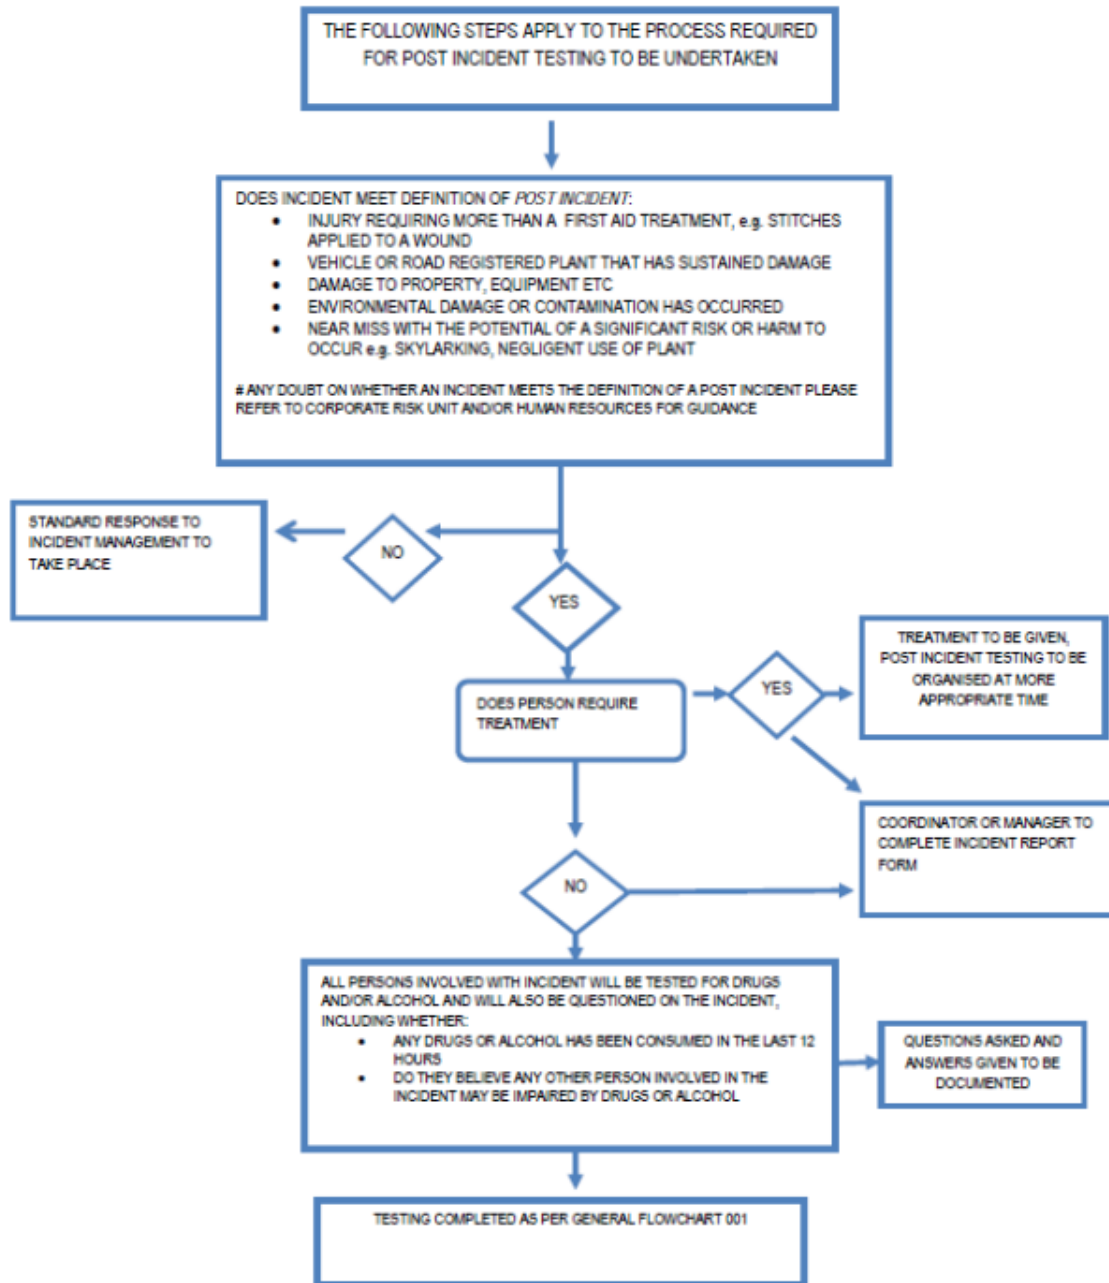 THE FOLLOWING STEPS APPLY TO THE PROCESS REQUIRED
FOR POST INCIDENT TESTING TO BE UNDERTAKEN
DOES INCIDENT MEET DEFINITION OF POST INCIDENT:
• INJURY REQUIRING MORE THAN A FIRST AID TREATMENT, e.g. STITCHES
APPLIED TO A WOUND
• VEHICLE OR ROAD REGISTERED PLANT THAT HAS SUSTAINED DAMAGE
• DAMAGE TO PROPERTY, EQUIPMENT ETC
• ENVIRONMENTAL DAMAGE OR CONTAMINATION HAS OCCURRED
• NEAR MISS WITH THE POTENTIAL OF A SIGNIFICANT RISK OR HARM TO
OCCUR e.g. SKYLARKING, NEGLIGENT USE OF PLANT
# ANY DOUBT ON WHETHER AN INCIDENT MEETS THE DEFINITION OF A POST INCIDENT PLEASE
REFER TO CORPORATE RISK UNIT AND/OR HUMAN RESOURCES FOR GUIDANCE
STANDARD RESPONSE TO
INCIDENT MANAGEMENT TO
TAKE PLACE
NO
YES
DOES PERSON REQUIRE
TREATMENT
YES
TREATMENT TO BE GIVEN,
POST INCIDENT TESTING TO BE
ORGANISED AT MORE
APPROPRIATE TIME
COORDINATOR OR MANAGER TO
COMPLETE INCIDENT REPORT
FORM
NO
ALL PERSONS INVOLVED WITH INCIDENT WILL BE TESTED FOR DRUGS
AND/OR ALCOHOL AND WILL ALSO BE QUESTIONED ON THE INCIDENT,
INCLUDING WHETHER:
• ANY DRUGS OR ALCOHOL HAS BEEN CONSUMED IN THE LAST 12
HOURS
• DO THEY BELIEVE ANY OTHER PERSON INVOLVED IN THE
INCIDENT MAY BE IMPAIRED BY DRUGS OR ALCOHOL
QUESTIONS ASKED AND
ANSWERS GIVEN TO BE
DOCUMENTED
TESTING COMPLETED AS PER GENERAL FLOWCHART 001